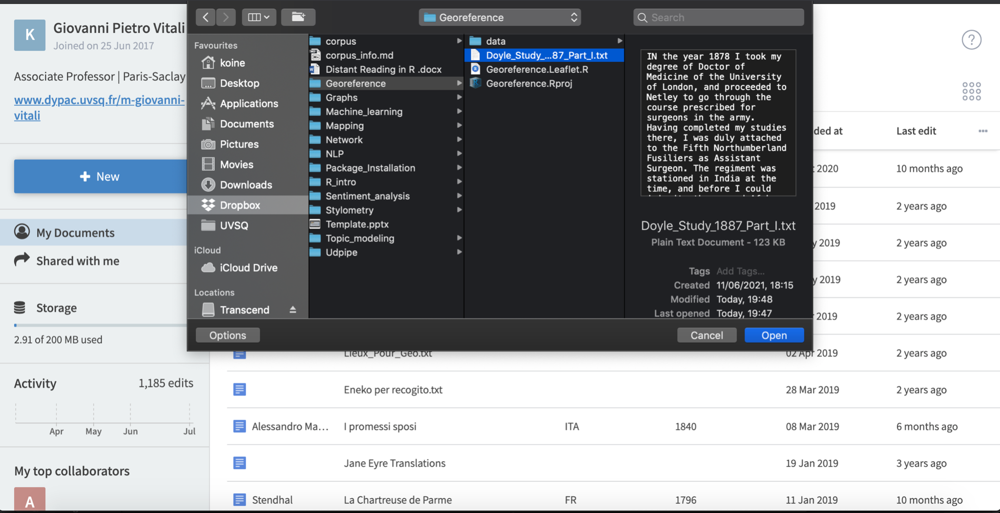 K
Giovanni Pietro Vitali
Joined on 25 Jun 2017
Associate Professor | Paris-Saclay
www.dypac.uvsq.fr/m-giovanni-
vitali
New
My Documents
Shared with me
Storage
2.91 of 200 MB used
Activity 1,185 edits
Apr May Jun Jul
My top collaborators
A
Georeference
Search
Favourites
koine
Desktop
Applications
Documents
Pictures
Movies
Downloads
Dropbox
UVSQ
iCloud
iCloud Drive
Locations
Transcend
corpus
corpus_info.md
Distant Reading in R .docx
Georeference
Graphs
Machine_learning
Mapping
Network
NLP
Package_Installation
R_intro
Sentiment_analysis
Stylometry
Template.pptx
Topic_modeling
Udpipe
data
Doyle_Study_...87_Part_I.txt
Georeference.Leaflet.R
Georeference.Rproj
IN the year 1878 I took my
degree of Doctor of
Medicine of the University
of London, and proceeded to
Netley to go through the
course prescribed for
surgeons in the army.
Having completed my studies
there, I was duly attached
to the Fifth Northumberland
Fusiliers as Assistant
Surgeon. The regiment was
stationed in India at the
time, and before I could
Doyle_Study_1887_Part_I.txt
Plain Text Document - 123 KB
Tags Add Tags...
Created 11/06/2021, 18:15
Modified Today, 19:48
Last opened Today, 19:47
Options Cancel Open
?
ded at Last edit
2020 10 months ago
2019 2 years ago
2019 2 years ago
2019 2 years ago
2019 2 years ago
Lieux_Pour_Geo.txt 02 Apr 2019 2 years ago
Eneko per recogito.txt 28 Mar 2019 2 years ago
Alessandro Ma... I promessi sposi ITA 1840 08 Mar 2019 6 months ago
Jane Eyre Translations 19 Jan 2019 3 years ago
Stendhal La Chartreuse de Parme FR 1796 11 Jan 2019 10 months ago